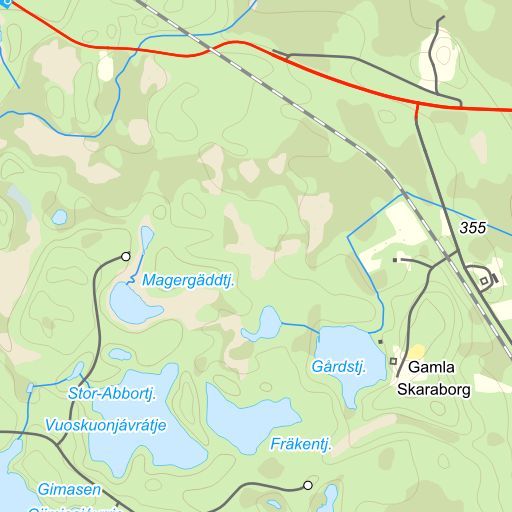 355
Magergäddtj.
Gårdstj.
Gamla
Skaraborg
Stor-Abbortj.
Vuoskuonjávrátje
Fräkentj.
Gimasen